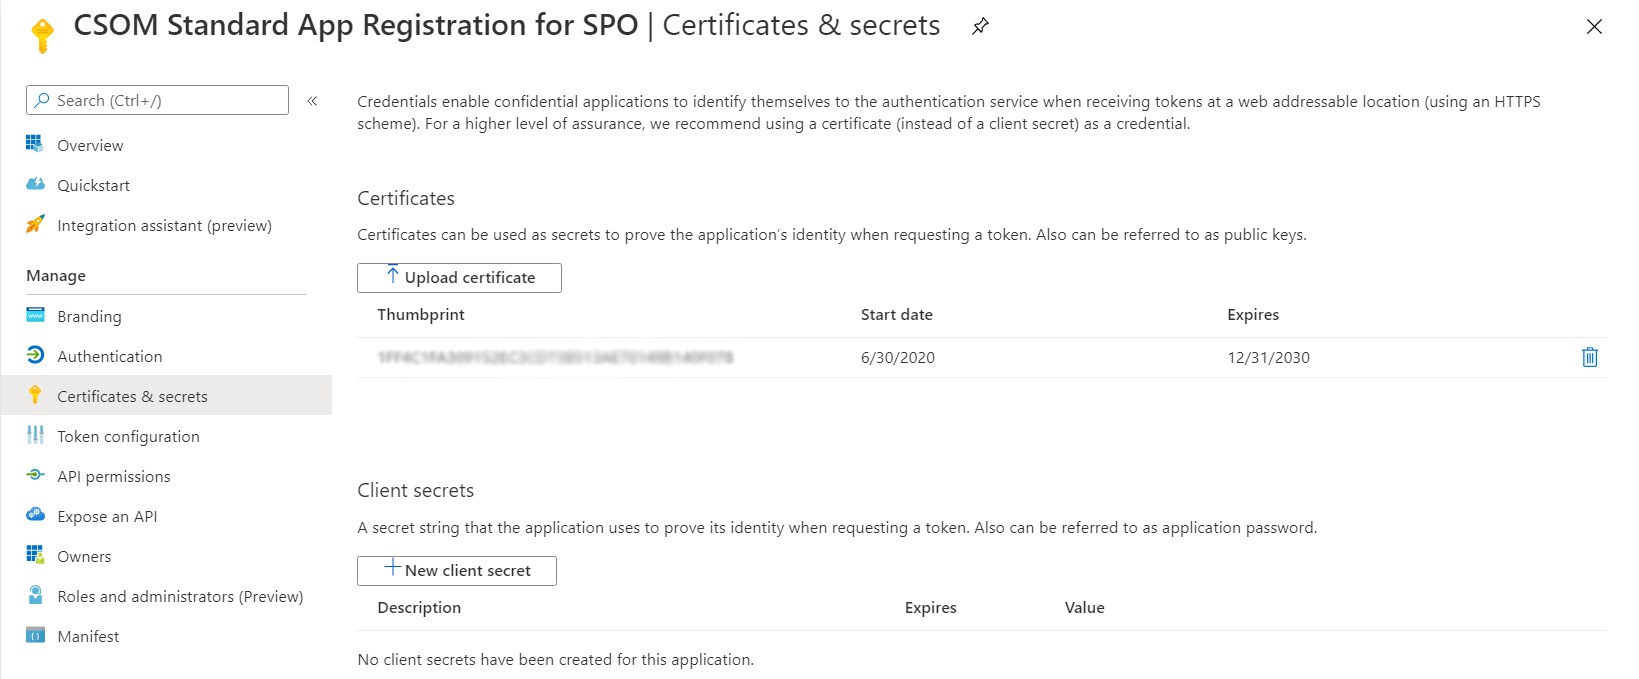 CSOM Standard App Registration for SPO | Certificates & secrets
Search (Ctrl+/)
«
Overview
Quickstart
Integration assistant (preview)
Manage
Branding
Authentication
Certificates & secrets
Token configuration
API permissions
Expose an API
Owners
Roles and administrators (Preview)
Manifest
Credentials enable confidential applications to identify themselves to the authentication service when receiving tokens at a web addressable location (using an HTTPS
scheme). For a higher level of assurance, we recommend using a certificate (instead of a client secret) as a credential.
Certificates
Certificates can be used as secrets to prove the application's identity when requesting a token. Also can be referred to as public keys.
Upload certificate
Thumbprint Start date Expires
6/30/2020 12/31/2030
Client secrets
A secret string that the application uses to prove its identity when requesting a token. Also can be referred to as application password.
New client secret
Description Expires Value
No client secrets have been created for this application.